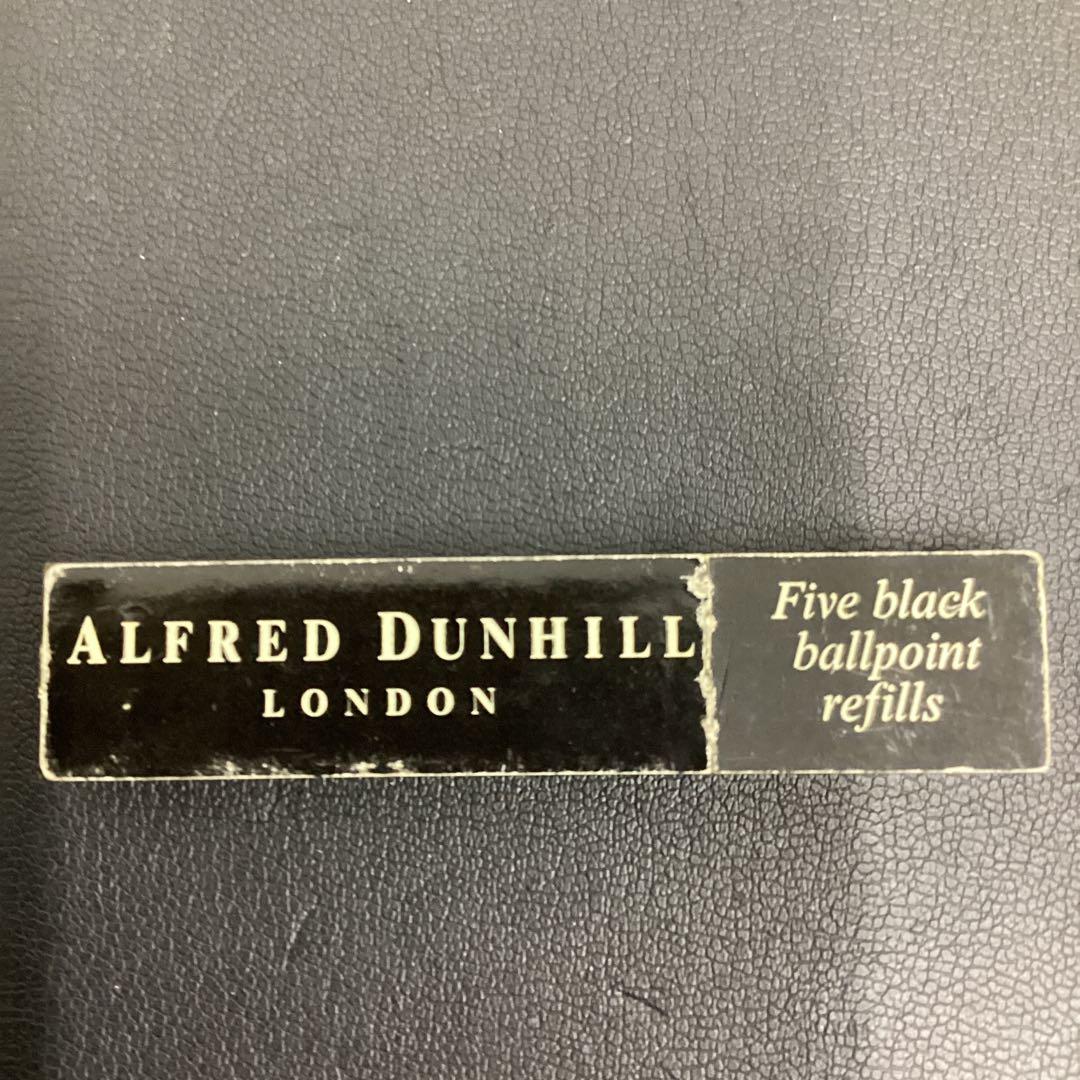 ALFRED DUNHILL
LONDON
Five black
ballpoint
refills